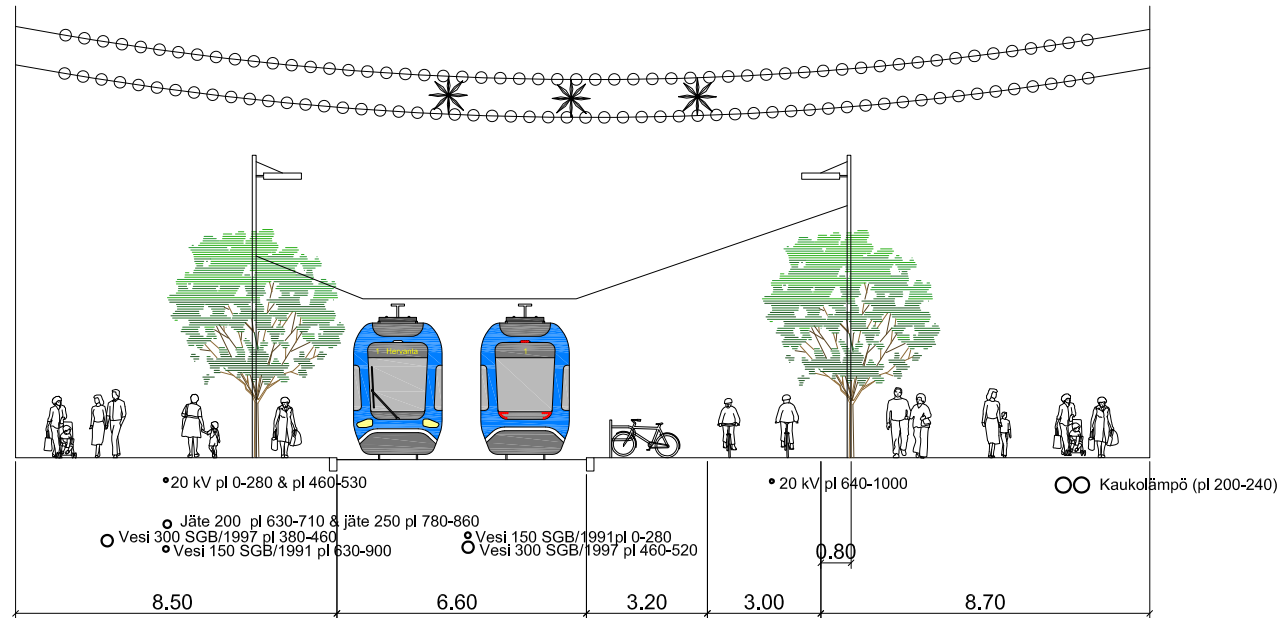 1 Hervanta
1
20 kV pl 0-280 & pl 460-530
20 kV pl 640-1000
Kaukolämpö (pl 200-240)
Jäte 200 pl 630-710 & jäte 250 pl 780-860
Vesi 300 SGB/1997 pl 380-460
Vesi 150 SGB/1991pl 0-280
Vesi 150 SGB/1991 pl 630-900
Vesi 300 SGB/1997 pl 460-520
0.80
8.50
6.60
3.20
3.00
8.70